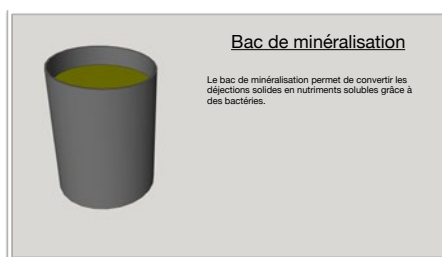 Bac de minéralisation
Le bac de minéralisation permet de convertir les
déjections solides en nutriments solubles grâce à
des bactéries.